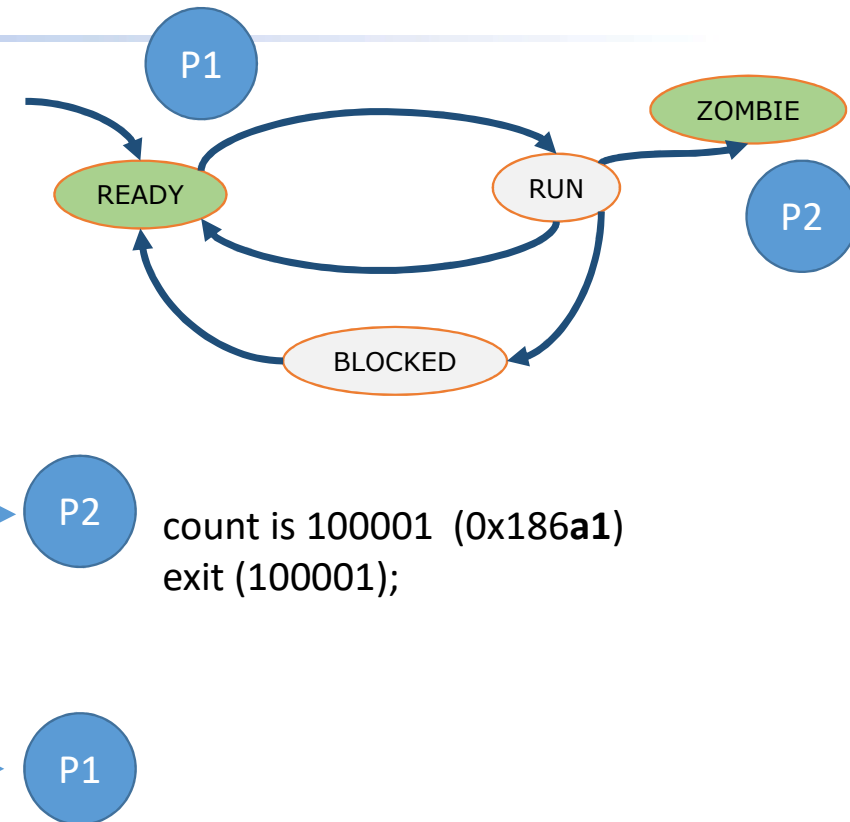 P1
ZOMBIE
READY
RUN
P2
BLOCKED
P2
count is 100001 (0x186a1)
exit (100001);
P1